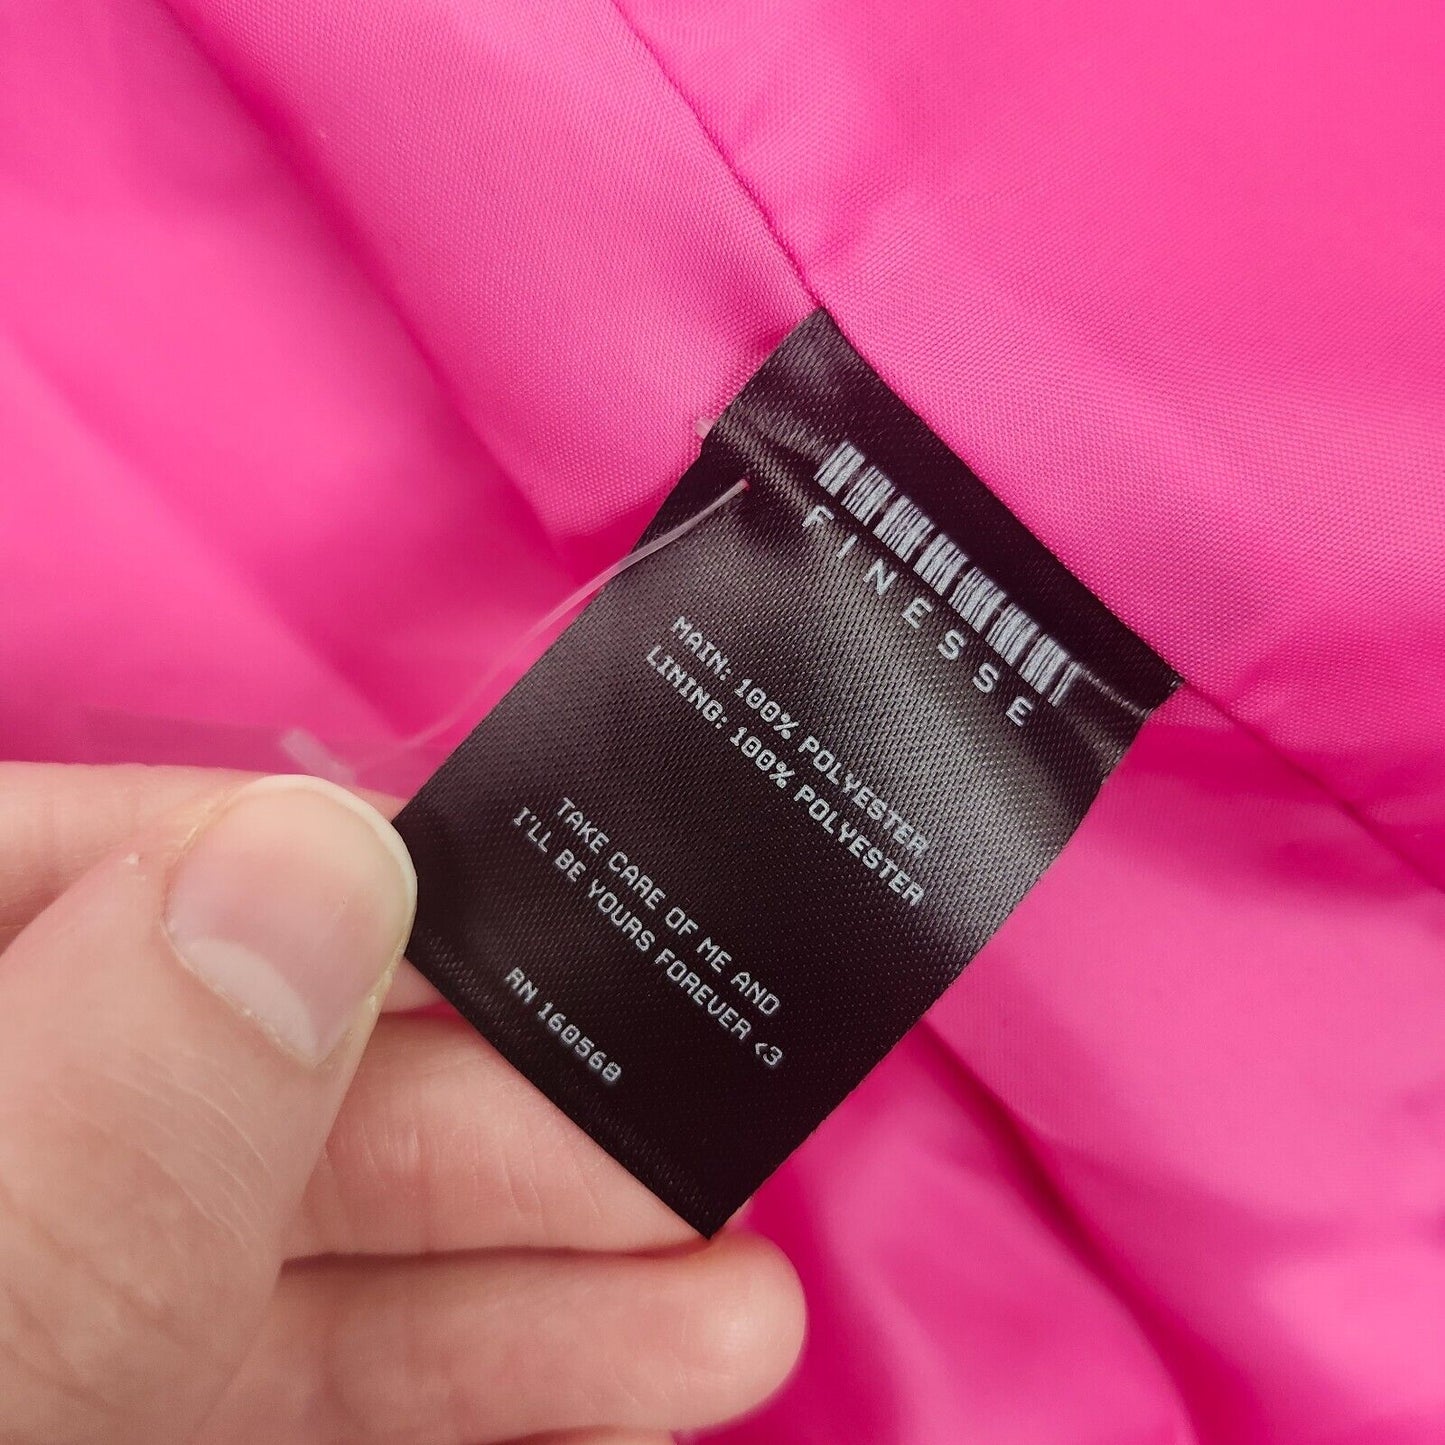 FINESSE
MAIN: 100% POLYESTER
LINING: 100% POLYESTER
TAKE CARE OF ME AND
I'LL BE YOURS FOREVER <3
RN 160568